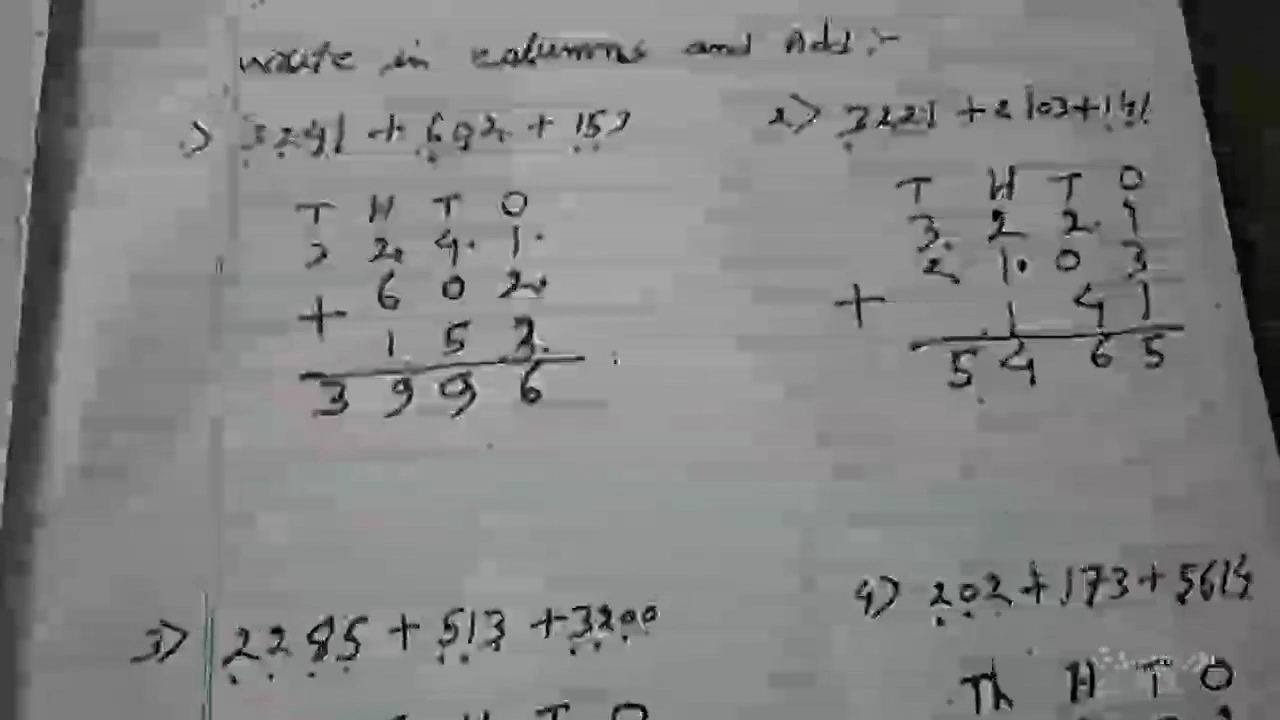 Write in columns and Add :-
1) 3241 + 602 + 153
T H T O
3 2 4 1
6 0 2
+ 1 5 3
3 9 9 6
2) 3221 + 2103 + 141
T H T O
3 2 2 1
2 1 0 3
+ 1 4 1
5 4 6 5
3) 2285 + 513 + 3200
H T O
4) 202 + 173 + 5614
Th H T O